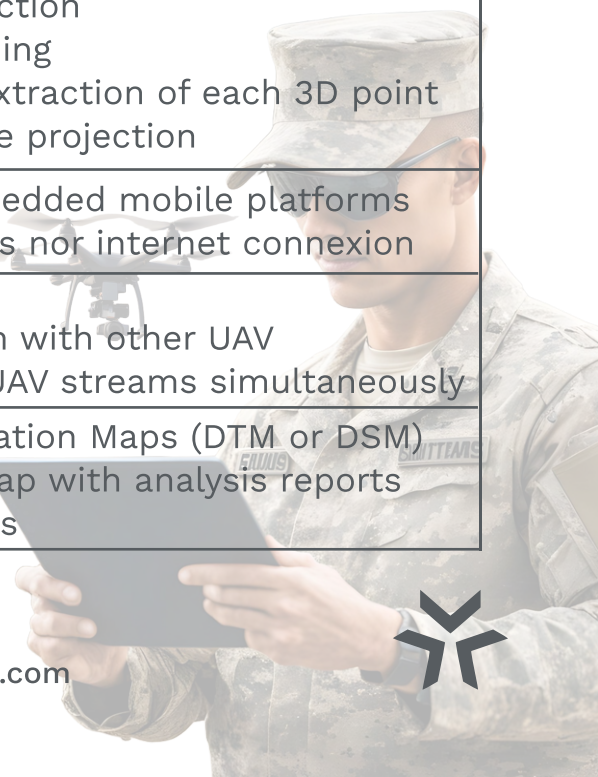 ction
ing
xtraction of each 3D point
e projection
edded mobile platforms
s nor internet connexion
n with other UAV
UAV streams simultaneously
ation Maps (DTM or DSM)
ap with analysis reports
s
.com